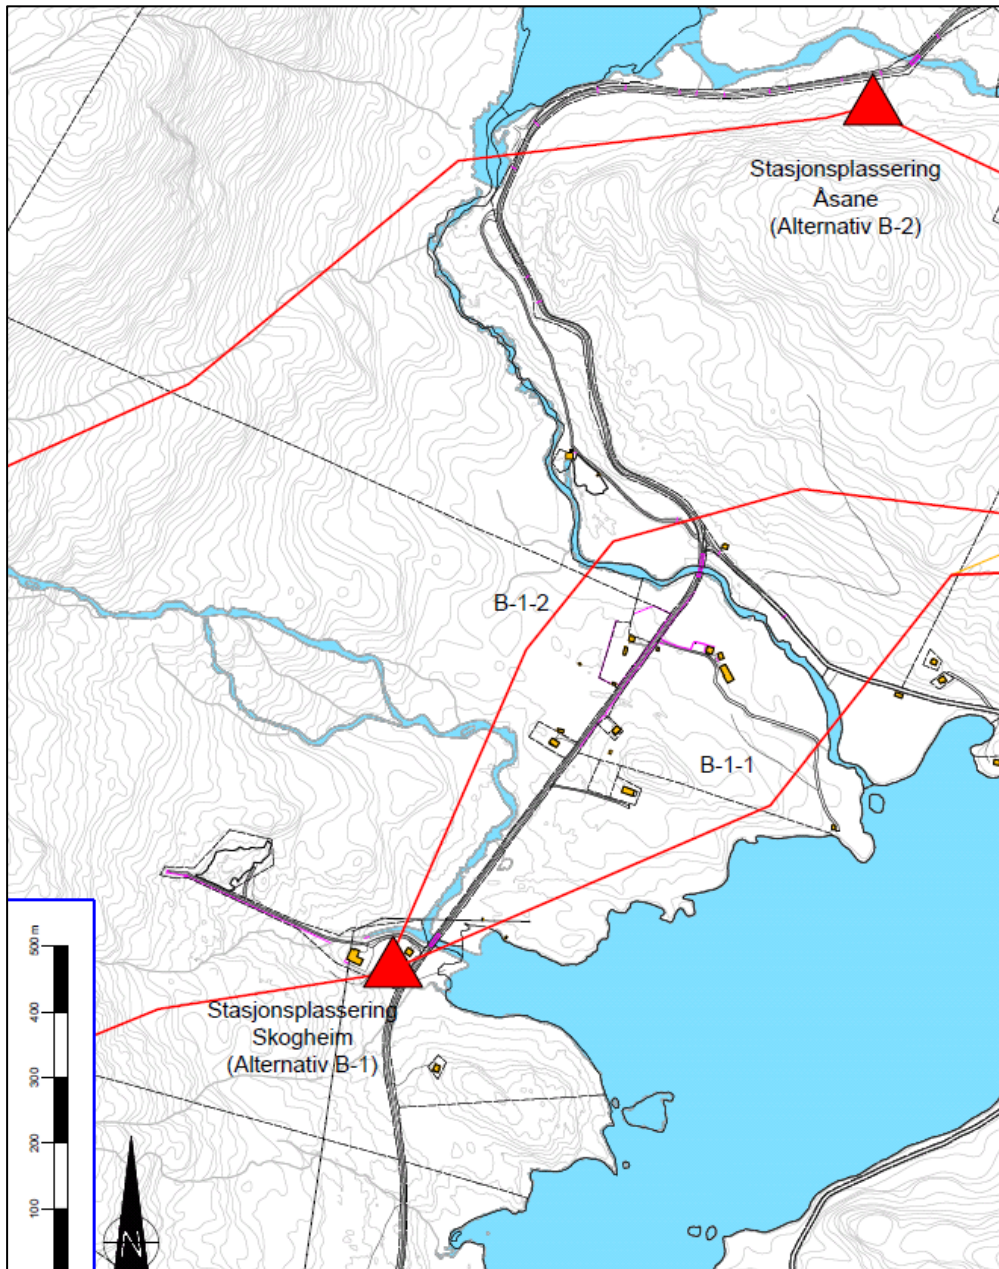 Stasjonsplassering
Åsane
(Alternativ B-2)
B-1-2
B-1-1
Stasjonsplassering
Skogheim
(Alternativ B-1)
500 m
400
300
200
100
N